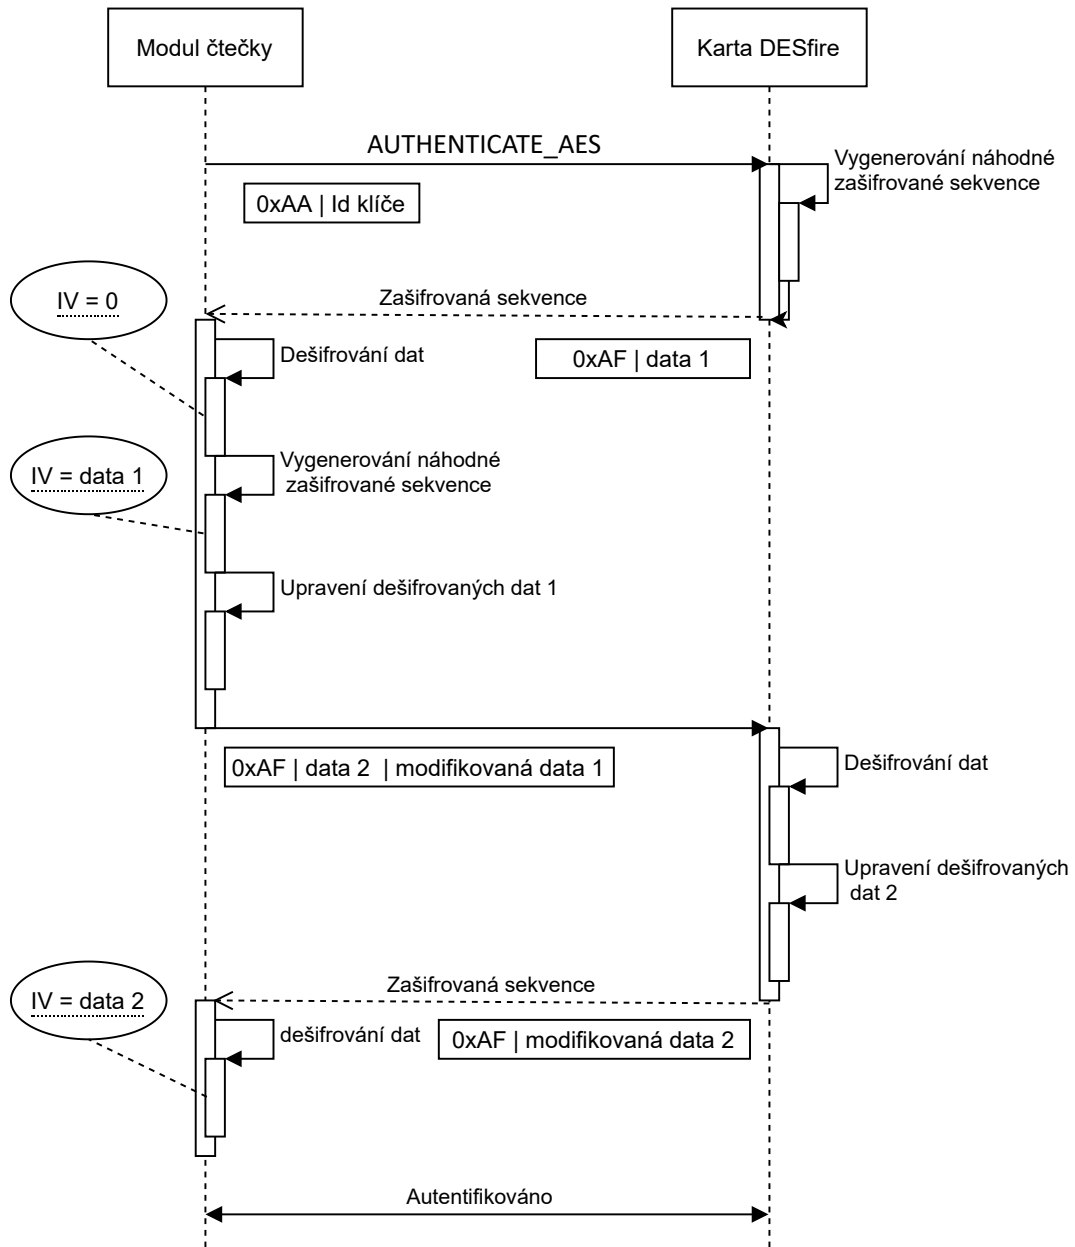 Modul čtečky
Karta DESfire
AUTHENTICATE_AES
Vygenerování náhodné
zašifrované sekvence
0xAA | Id klíče
IV = 0
Zašifrovaná sekvence
Dešifrování dat
0xAF | data 1
IV = data 1
Vygenerování náhodné
zašifrované sekvence
Upravení dešifrovaných dat 1
0xAF | data 2 | modifikovaná data 1
Dešifrování dat
Upravení dešifrovaných
dat 2
IV = data 2
Zašifrovaná sekvence
dešifrování dat
0xAF | modifikovaná data 2
Autentifikováno